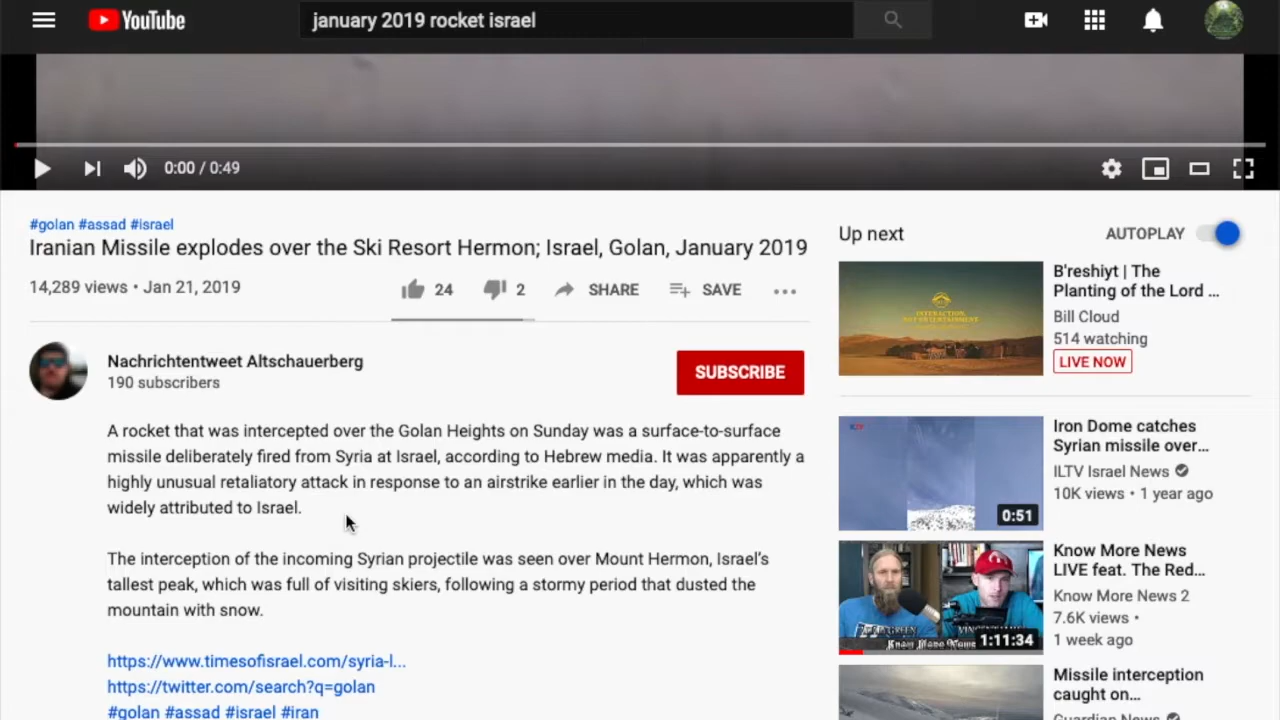 YouTube
january 2019 rocket israel
0:00 / 0:49
#golan #assad #israel
Iranian Missile explodes over the Ski Resort Hermon; Israel, Golan, January 2019
14,289 views • Jan 21, 2019
24
2
SHARE
SAVE
Nachrichtentweet Altschauerberg
190 subscribers
SUBSCRIBE
A rocket that was intercepted over the Golan Heights on Sunday was a surface-to-surface
missile deliberately fired from Syria at Israel, according to Hebrew media. It was apparently a
highly unusual retaliatory attack in response to an airstrike earlier in the day, which was
widely attributed to Israel.
The interception of the incoming Syrian projectile was seen over Mount Hermon, Israel's
tallest peak, which was full of visiting skiers, following a stormy period that dusted the
mountain with snow.
https://www.timesofisrael.com/syria-l...
https://twitter.com/search?q=golan
#golan #assad #israel #iran
Up next
AUTOPLAY
B'reshiyt | The
Planting of the Lord ...
Bill Cloud
514 watching
LIVE NOW
Iron Dome catches
Syrian missile over...
ILTV Israel News
10K views • 1 year ago
0:51
Know More News
LIVE feat. The Red...
Know More News 2
7.6K views •
1 week ago
Know More News
1:11:34
Missile interception
caught on...
Guardian News